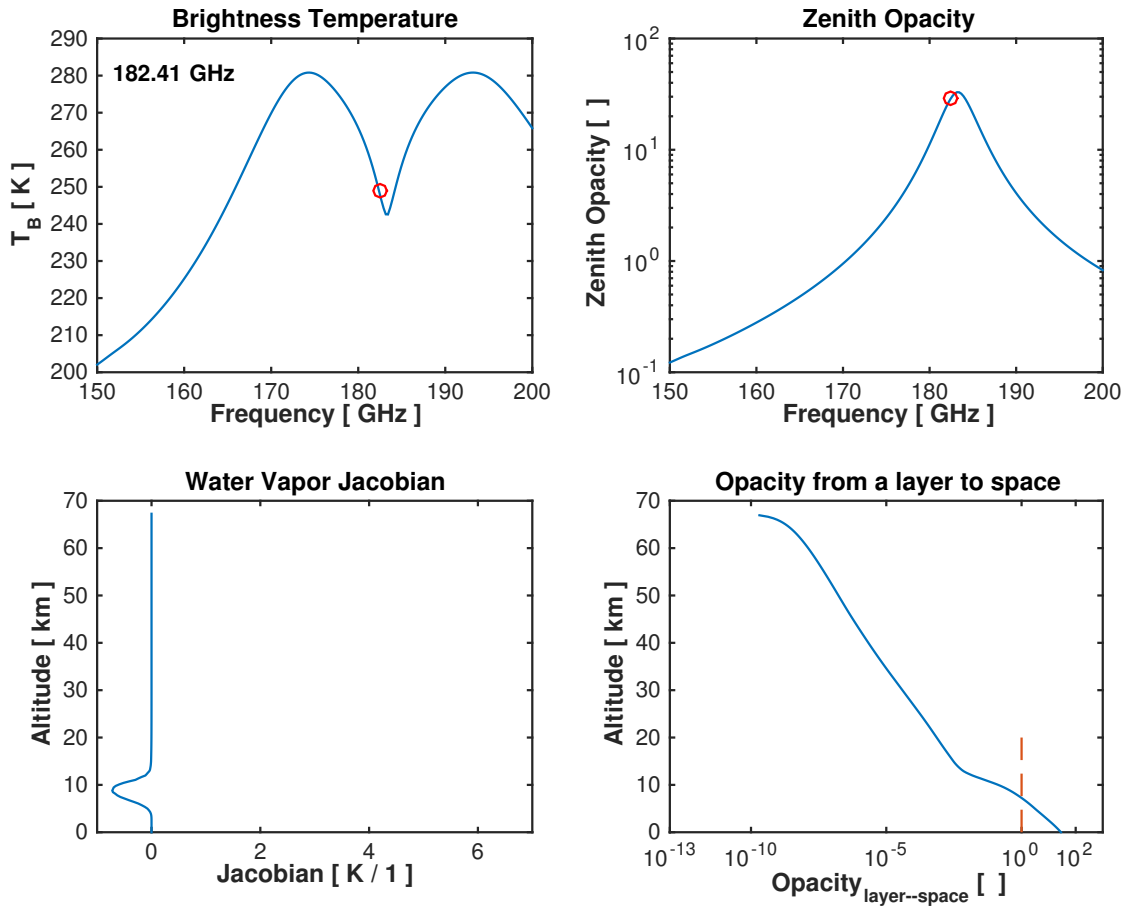 Brightness Temperature
290
280
270
260
250
240
230
220
210
200
T_B [ K ]
182.41 GHz
150 160 170 180 190 200
Frequency [ GHz ]
Zenith Opacity
10^2
10^1
10^0
10^-1
Zenith Opacity [ ]
150 160 170 180 190 200
Frequency [ GHz ]
Water Vapor Jacobian
70
60
50
40
30
20
10
0
Altitude [ km ]
0 2 4 6
Jacobian [ K / 1 ]
Opacity from a layer to space
70
60
50
40
30
20
10
0
Altitude [ km ]
10^-13 10^-10 10^-5 10^0 10^2
Opacity_layer--space [ ]